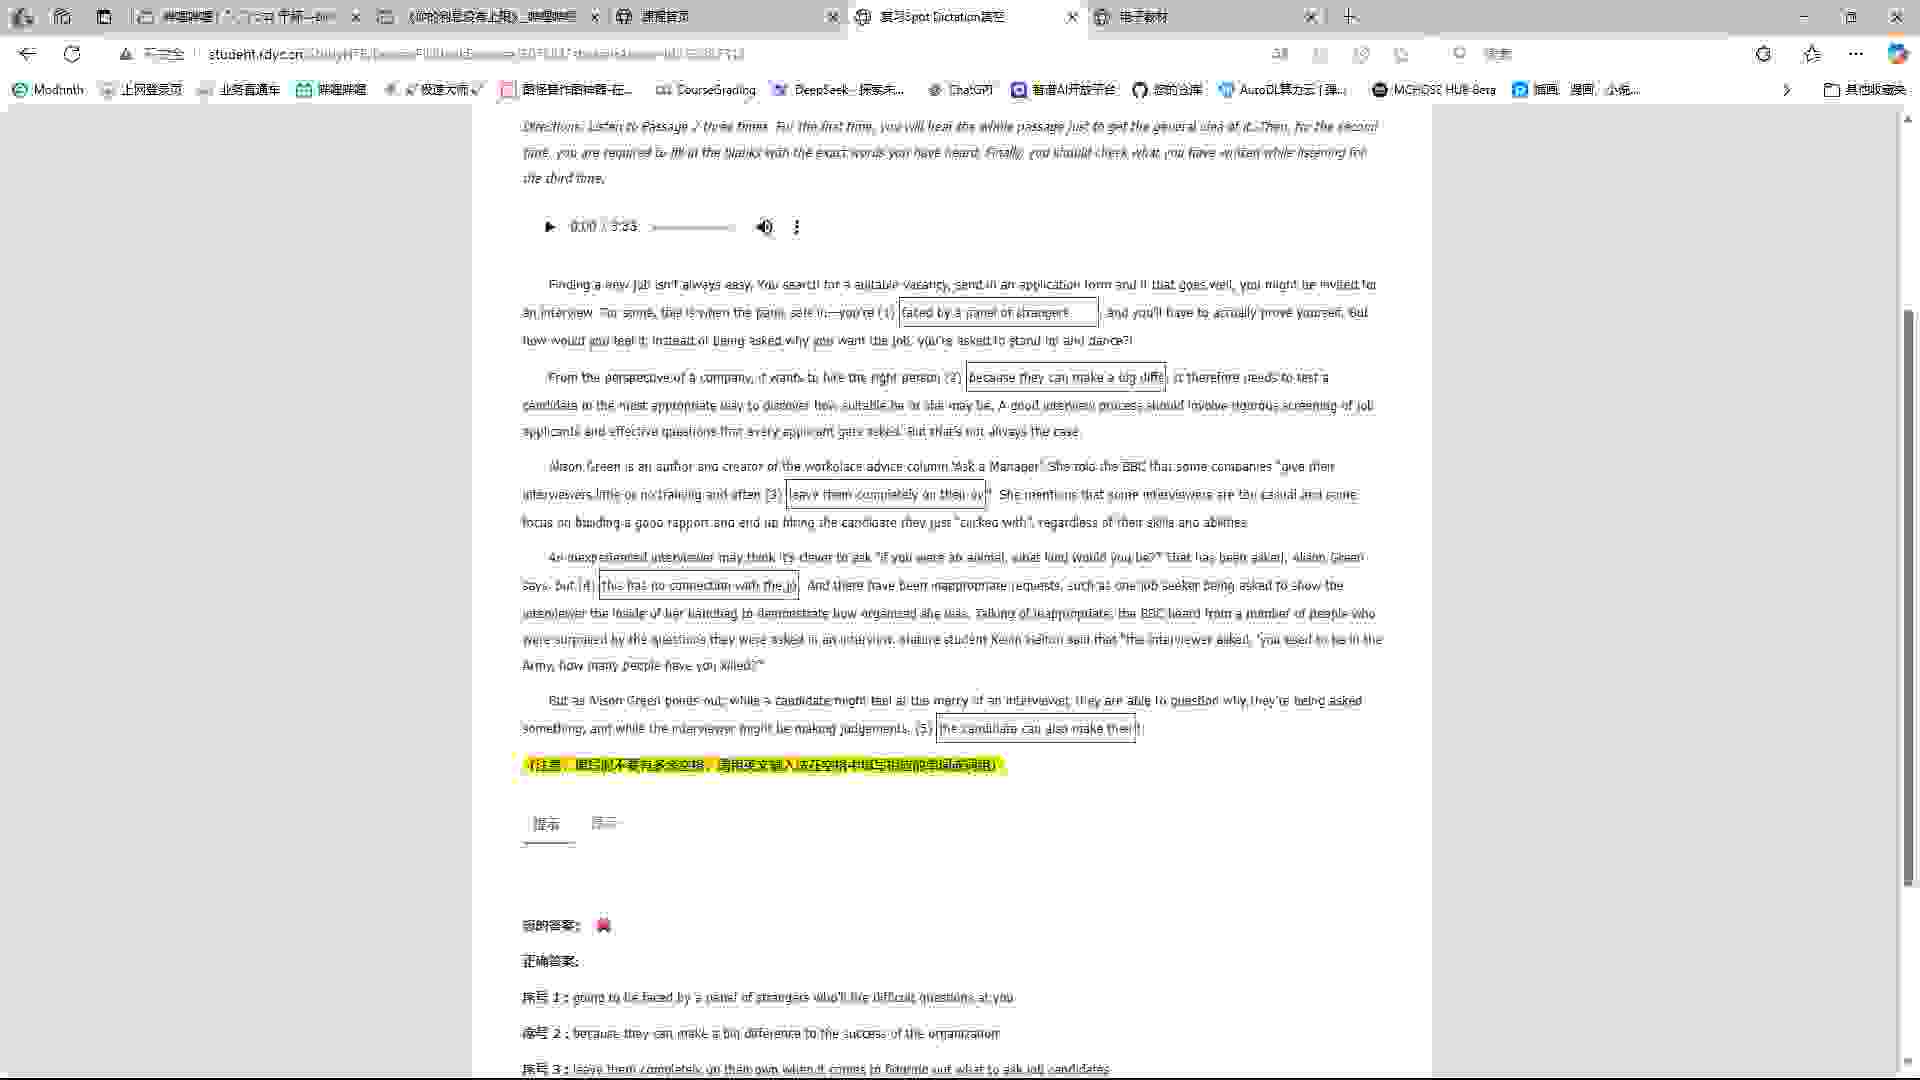 课程首页
复习Spot Dictation填空
电子教材
不安全
student.rdyc.cn
搜索
Modrinth
上网登录页
业务直通车
哔哩哔哩
极速大师
CourseGrading
DeepSeek - 探索未...
ChatGPT
智谱AI开放平台
您的仓库
AutoDL算力云 | 弹...
MCHOSE HUB Beta
插画、漫画、小说...
其他收藏夹
Directions: Listen to Passage 2 three times. For the first time, you will hear the whole passage just to get the general idea of it. Then, for the second
time, you are required to fill in the blanks with the exact words you have heard. Finally, you should check what you have written while listening for
the third time.
0:00 / 3:33
Finding a new job isn't always easy. You search for a suitable vacancy, send in an application form and if that goes well, you might be invited for
an interview. For some, this is when the panic sets in—you're (1) faced by a panel of strangers , and you'll have to actually prove yourself. But
how would you feel if, instead of being asked why you want the job, you're asked to stand up and dance?!
From the perspective of a company, it wants to hire the right person (2) because they can make a big diffe. It therefore needs to test a
candidate in the most appropriate way to discover how suitable he or she may be. A good interview process should involve rigorous screening of job
applicants and effective questions that every applicant gets asked. But that's not always the case.
Alison Green is an author and creator of the workplace advice column 'Ask a Manager'. She told the BBC that some companies "give their
interviewers little or no training and often (3) leave them completely on their ow" She mentions that some interviewers are too casual and some
focus on building a good rapport and end up hiring the candidate they just "clicked with", regardless of their skills and abilities.
An inexperienced interviewer may think it's clever to ask "if you were an animal, what kind would you be?" That has been asked, Alison Green
says, but (4) this has no connection with the jo. And there have been inappropriate requests, such as one job seeker being asked to show the
interviewer the inside of her handbag to demonstrate how organised she was. Talking of inappropriate, the BBC heard from a number of people who
were surprised by the questions they were asked in an interview. Mature student Kevin Melton said that "the interviewer asked, 'you used to be in the
Army, how many people have you killed?'"
But as Alison Green points out, while a candidate might feel at the mercy of an interviewer, they are able to question why they're being asked
something, and while the interviewer might be making judgements, (5) the candidate can also make their!
(注意：填写时不要有多余空格，请用英文输入法在空格中填写相应的单词或词组)
提示
提示
您的答案:
正确答案:
序号 1 : going to be faced by a panel of strangers who'll fire difficult questions at you
序号 2 : because they can make a big difference to the success of the organization
序号 3 : leave them completely on their own when it comes to figuring out what to ask job candidates